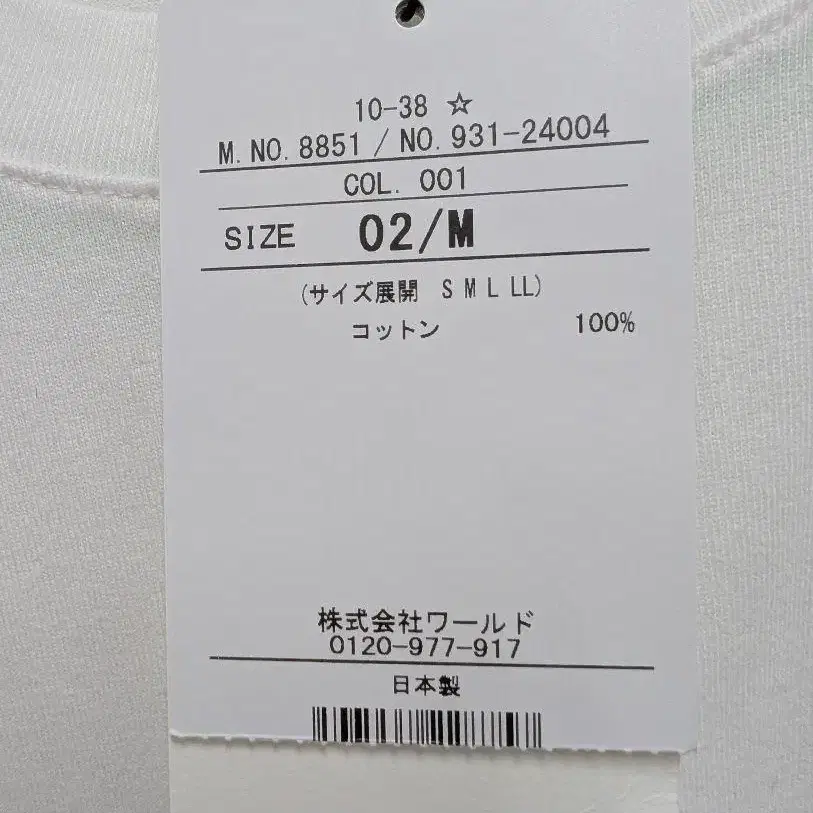 10-38 ☆
M. NO. 8851 / NO. 931-24004
COL. 001
SIZE 02/M
(サイズ展開 S M L LL)
コットン 100%
株式会社ワールド
0120-977-917
日本製